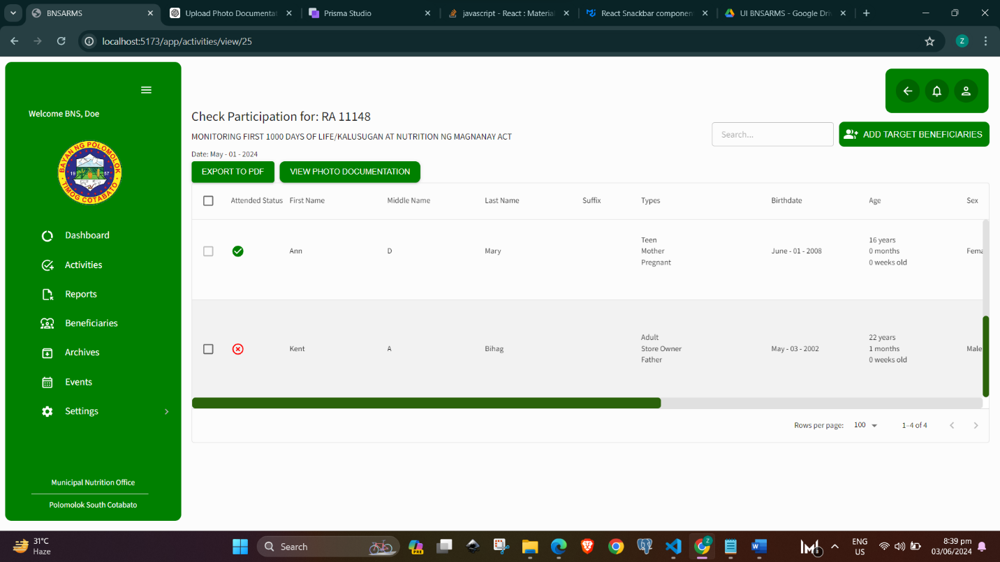 BNSARMS
Upload Photo Documentat
Prisma Studio
javascript - React : Material
React Snackbar component
UI BNSARMS - Google Driv
localhost:5173/app/activities/view/25
Z
Welcome BNS, Doe
BAYAN NG POLOMOLOK
19 57
TIMOG COTABATO
Dashboard
Activities
Reports
Beneficiaries
Archives
Events
Settings
Municipal Nutrition Office
Polomolok South Cotabato
Check Participation for: RA 11148
MONITORING FIRST 1000 DAYS OF LIFE/KALUSUGAN AT NUTRITION NG MAGNANAY ACT
Date: May - 01 - 2024
Search...
ADD TARGET BENEFICIARIES
EXPORT TO PDF
VIEW PHOTO DOCUMENTATION
Attended Status First Name Middle Name Last Name Suffix Types Birthdate Age Sex
Teen 16 years
Ann D Mary Mother June - 01 - 2008 0 months Fema
Pregnant 0 weeks old
Adult 22 years
Kent A Bihag Store Owner May - 03 - 2002 1 months Male
Father 0 weeks old
Rows per page: 100 1–4 of 4
31°C
Haze
Search
PRE
ENG
US
8:39 pm
03/06/2024